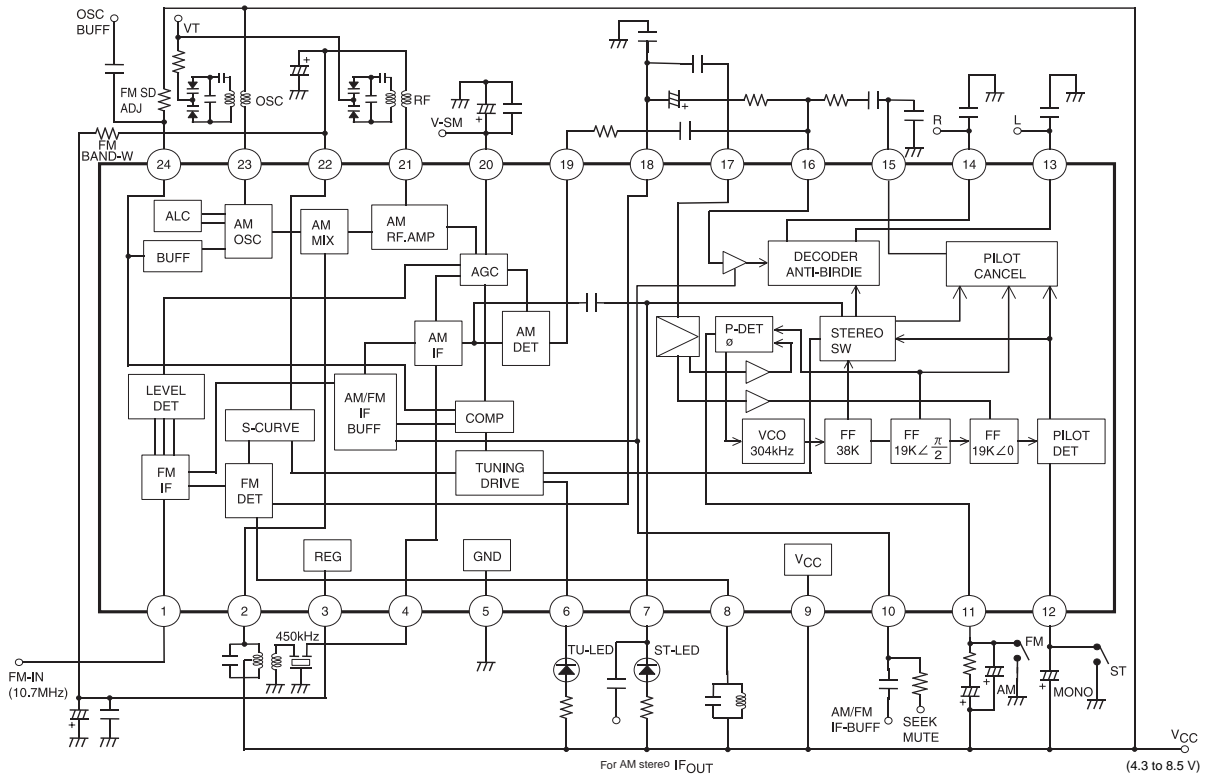 OSC
BUFF
VT
FM SD
ADJ
OSC
RF
V-SM
R
L
FM
BAND-W
24
23
22
21
20
19
18
17
16
15
14
13
ALC
AM
OSC
AM
MIX
AM
RF.AMP
BUFF
AGC
DECODER
ANTI-BIRDIE
PILOT
CANCEL
AM
IF
AM
DET
P-DET
ø
STEREO
SW
LEVEL
DET
AM/FM
IF
BUFF
COMP
S-CURVE
VCO
304kHz
FF
38K
FF
19K∠π/2
FF
19K∠0
PILOT
DET
FM
IF
FM
DET
TUNING
DRIVE
REG
GND
VCC
1
2
3
4
5
6
7
8
9
10
11
12
450kHz
FM-IN
(10.7MHz)
TU-LED
ST-LED
AM/FM
IF-BUFF
SEEK
MUTE
FM
AM
MONO
ST
For AM stereo IFOUT
VCC
(4.3 to 8.5 V)